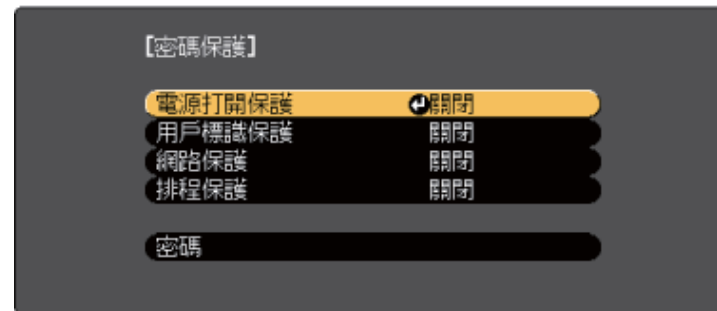 【密碼保護】
電源打開保護 關閉
用戶標識保護 關閉
網路保護 關閉
排程保護 關閉
密碼